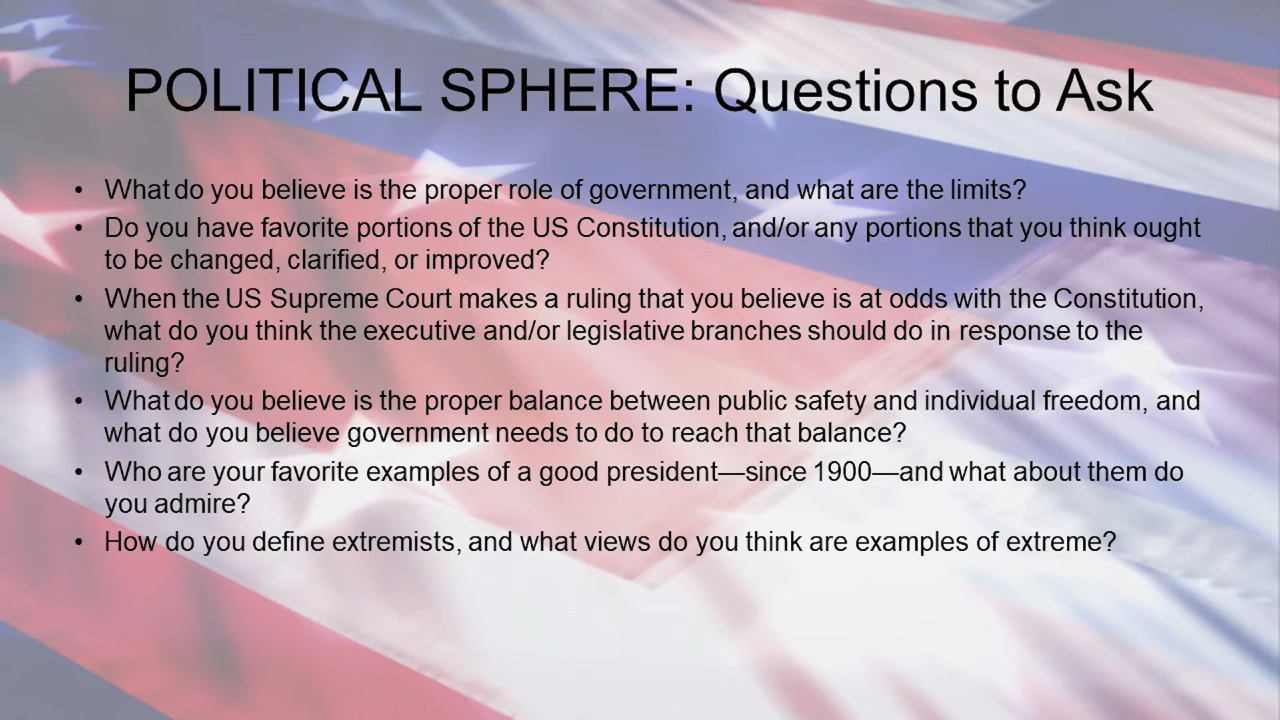 POLITICAL SPHERE: Questions to Ask
• What do you believe is the proper role of government, and what are the limits?
• Do you have favorite portions of the US Constitution, and/or any portions that you think ought
to be changed, clarified, or improved?
• When the US Supreme Court makes a ruling that you believe is at odds with the Constitution,
what do you think the executive and/or legislative branches should do in response to the
ruling?
• What do you believe is the proper balance between public safety and individual freedom, and
what do you believe government needs to do to reach that balance?
• Who are your favorite examples of a good president—since 1900—and what about them do
you admire?
• How do you define extremists, and what views do you think are examples of extreme?